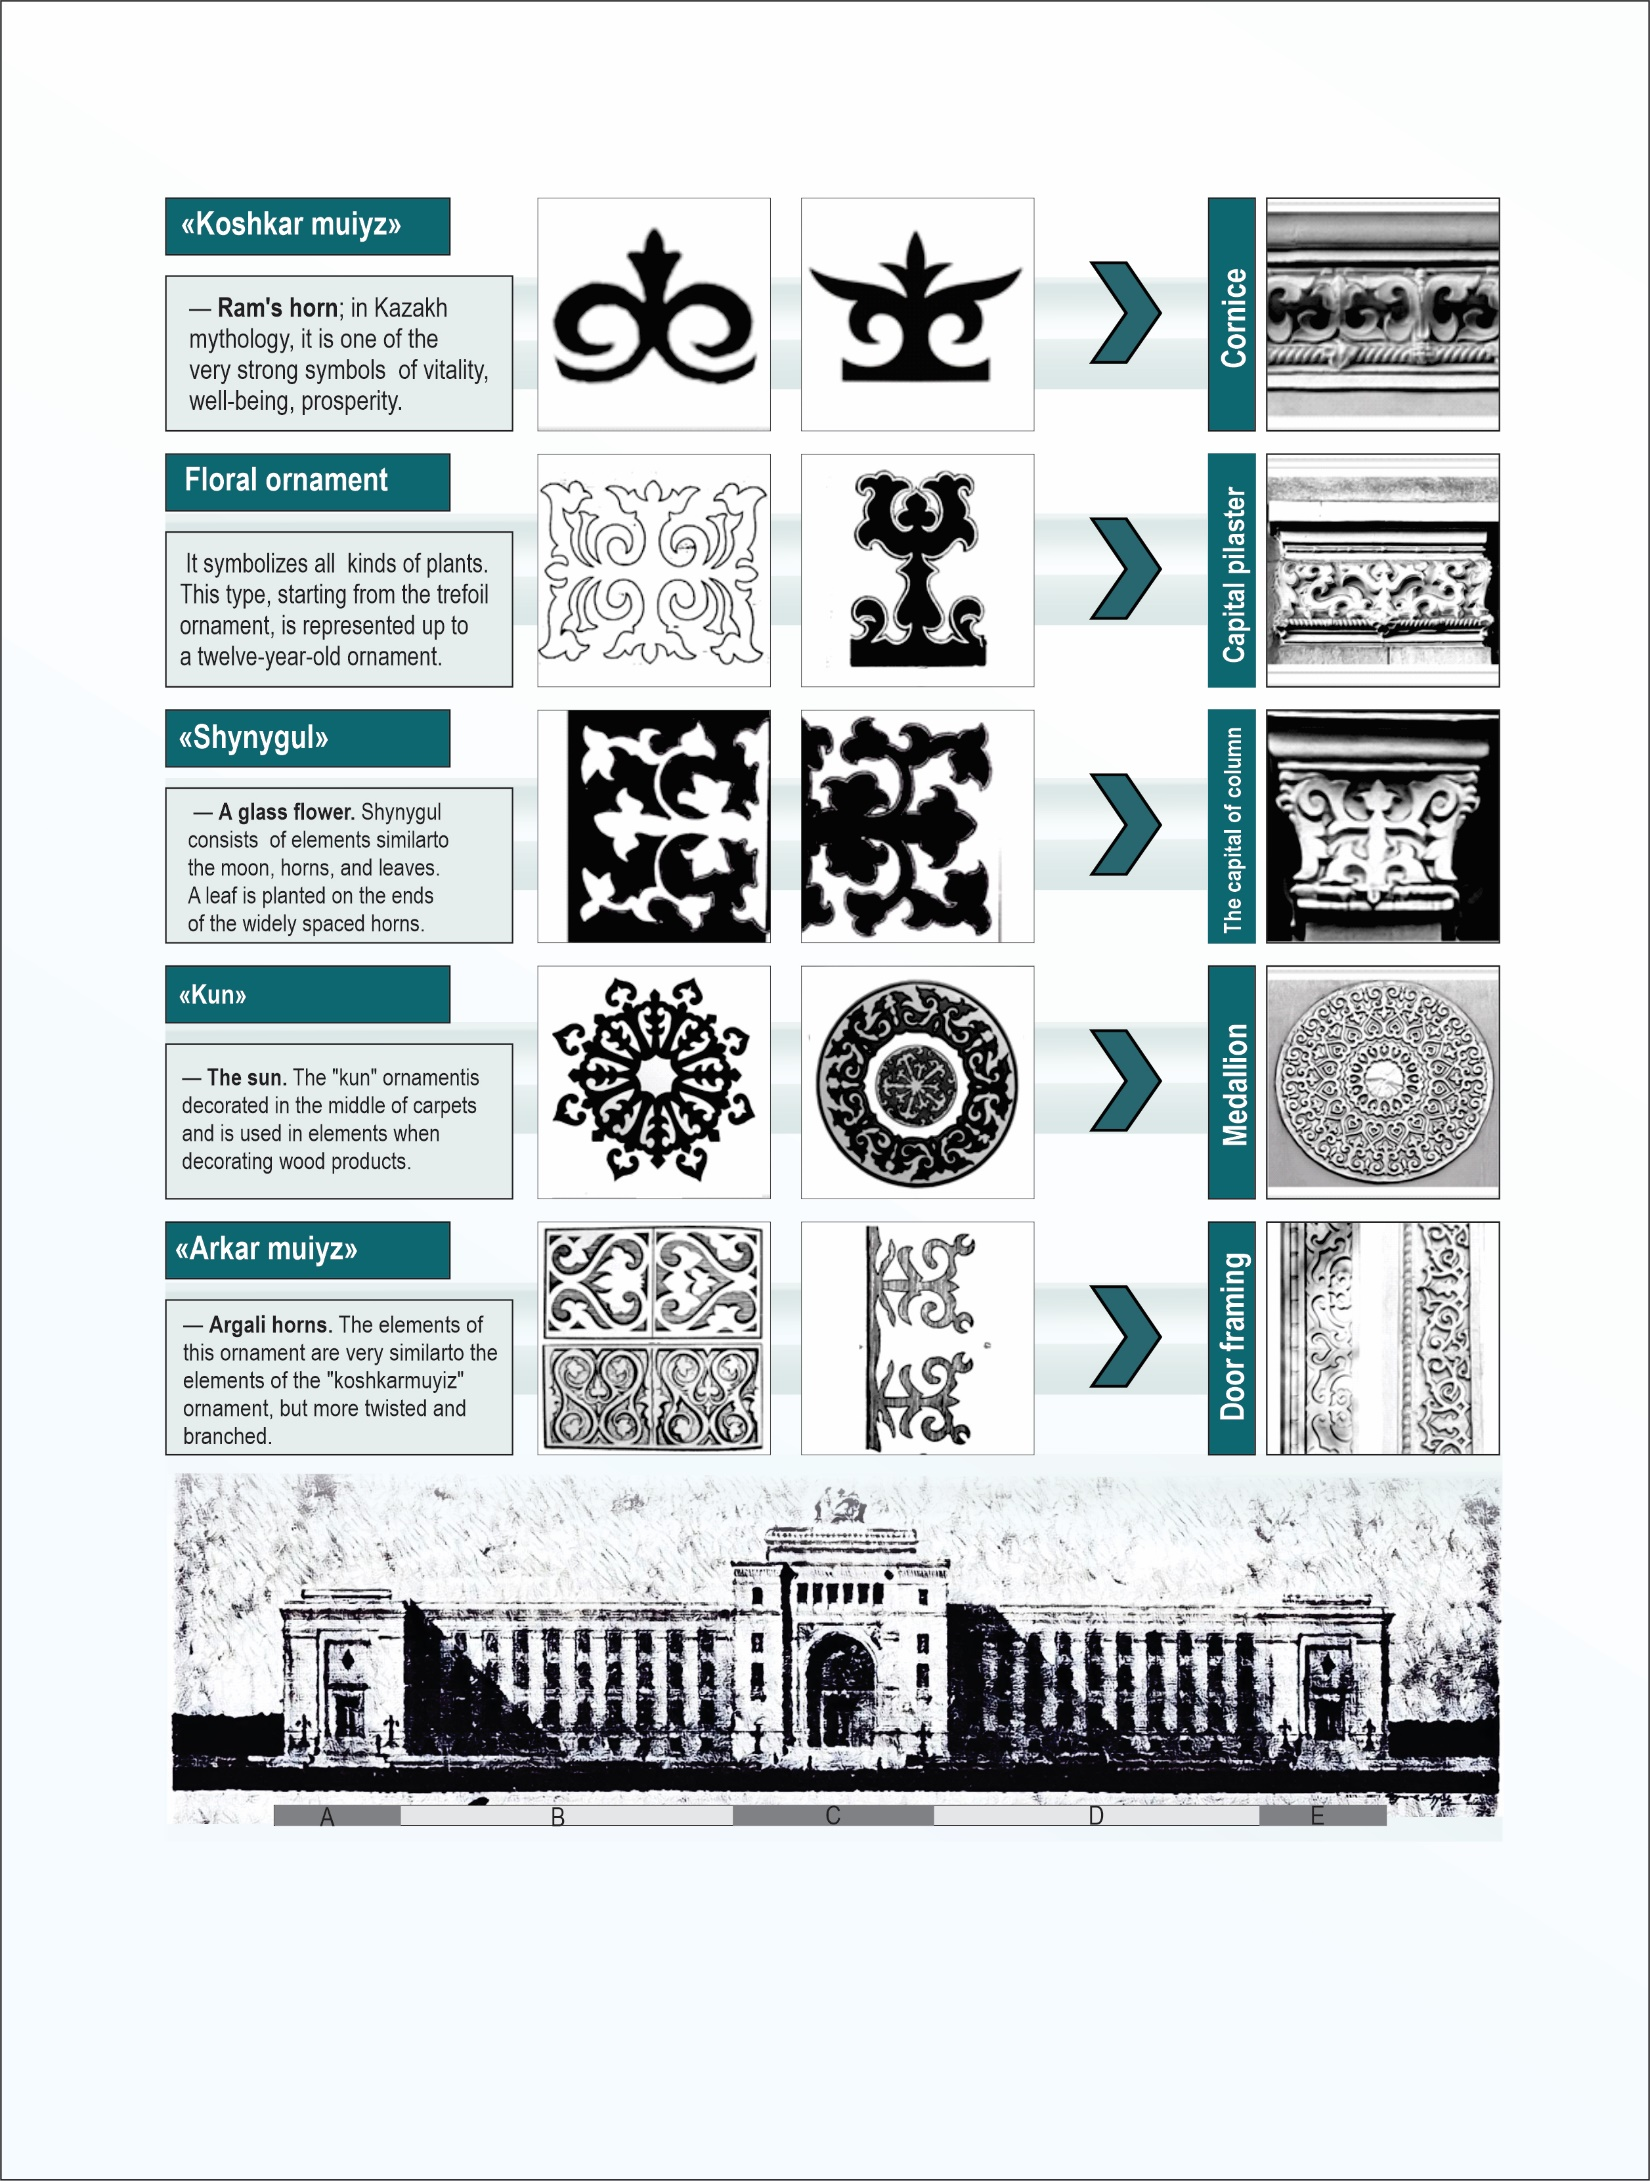 «Koshkar muiyz»
— Ram's horn; in Kazakh
mythology, it is one of the
very strong symbols of vitality,
well-being, prosperity.
Cornice
Floral ornament
It symbolizes all kinds of plants.
This type, starting from the trefoil
ornament, is represented up to
a twelve-year-old ornament.
Capital pilaster
«Shynygul»
— A glass flower. Shynygul
consists of elements similarto
the moon, horns, and leaves.
A leaf is planted on the ends
of the widely spaced horns.
The capital of column
«Kun»
— The sun. The "kun" ornamentis
decorated in the middle of carpets
and is used in elements when
decorating wood products.
Medallion
«Arkar muiyz»
— Argali horns. The elements of
this ornament are very similarto the
elements of the "koshkarmuyiz"
ornament, but more twisted and
branched.
Door framing
A B C D E